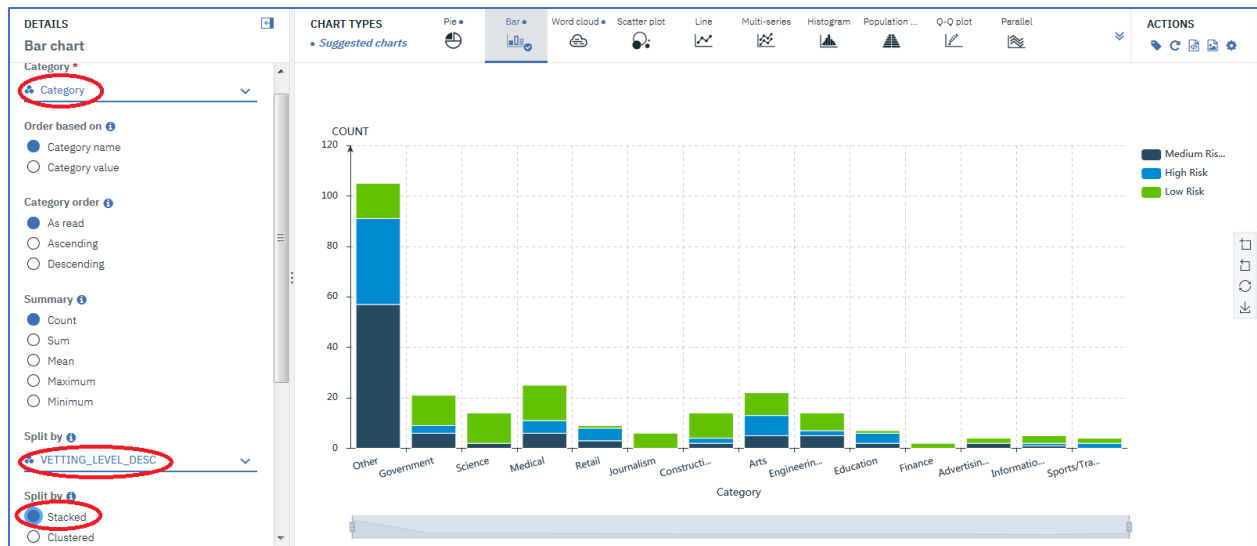 DETAILS
Bar chart
Category *
Category
Order based on
Category name
Category value
Category order
As read
Ascending
Descending
Summary
Count
Sum
Mean
Maximum
Minimum
Split by
VETTING_LEVEL_DESC
Split by
Stacked
Clustered
CHART TYPES
• Suggested charts
Pie •
Bar •
Word cloud •
Scatter plot
Line
Multi-series
Histogram
Population ...
Q-Q plot
Parallel
ACTIONS
COUNT
120
100
80
60
40
20
0
Other
Government
Science
Medical
Retail
Journalism
Constructi...
Arts
Engineerin...
Education
Finance
Advertisin...
Informatio...
Sports/Tra...
Category
Medium Ris...
High Risk
Low Risk